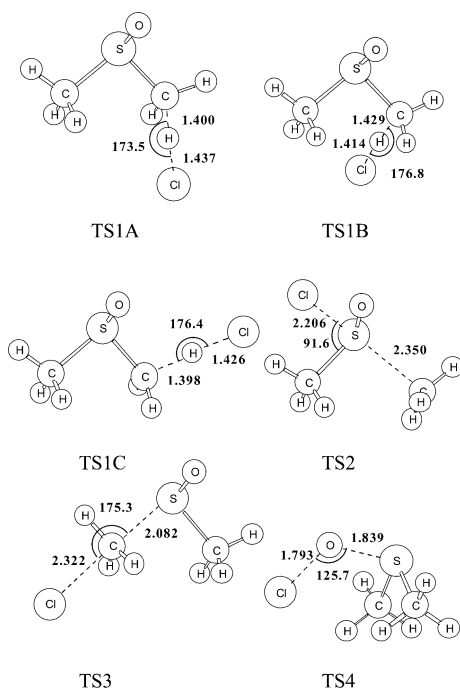 O
S
H
C
H
H
C
H
H
1.400
H
173.5
1.437
Cl
TS1A
O
S
H
C
H
H
C
H
H
1.429
1.414
H
Cl
176.8
TS1B
O
S
176.4
Cl
H
1.426
H
C
C
1.398
H
H
H
TS1C
Cl
O
2.206
S
91.6
2.350
H
C
H
H
H
C
H
H
TS2
O
175.3
S
H
2.082
C
2.322
H
H
H
C
H
H
Cl
TS3
1.839
O
1.793
S
125.7
Cl
H
H
C
C
H
H
H
H
TS4